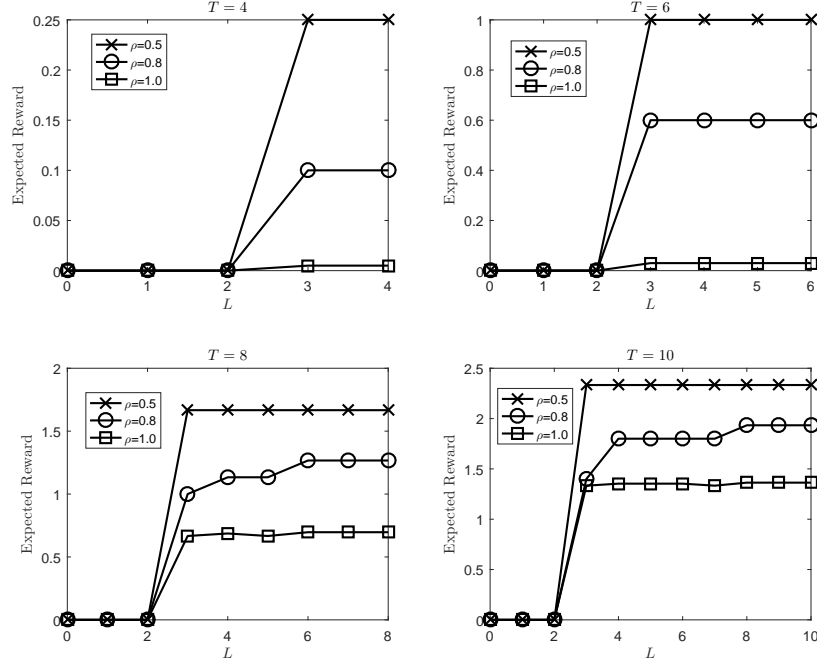 T = 4
0.25
0.2
0.15
0.1
0.05
0
Expected Reward
ρ=0.5
ρ=0.8
ρ=1.0
0 1 2 3 4
L
T = 6
1
0.8
0.6
0.4
0.2
0
Expected Reward
ρ=0.5
ρ=0.8
ρ=1.0
0 1 2 3 4 5 6
L
T = 8
2
1.5
1
0.5
0
Expected Reward
ρ=0.5
ρ=0.8
ρ=1.0
0 2 4 6 8
L
T = 10
2.5
2
1.5
1
0.5
0
Expected Reward
ρ=0.5
ρ=0.8
ρ=1.0
0 2 4 6 8 10
L